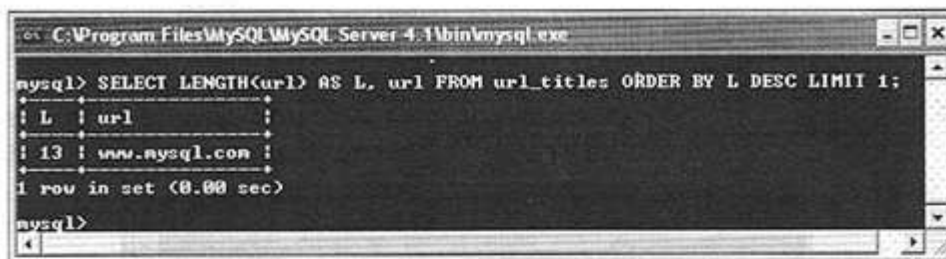 C:\Program Files\MySQL\MySQL Server 4.1\bin\mysql.exe
mysql> SELECT LENGTH(url) AS L, url FROM url_titles ORDER BY L DESC LIMIT 1;
| L | url |
| 13 | www.mysql.com |
1 row in set (0.00 sec)
mysql>